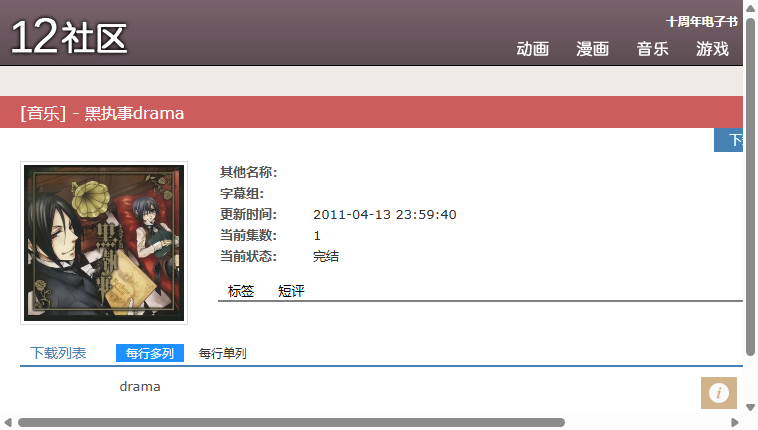 12社区
十周年电子书
动画 漫画 音乐 游戏
[音乐] - 黑执事drama
其他名称:
字幕组:
更新时间: 2011-04-13 23:59:40
当前集数: 1
当前状态: 完结
黒執事
标签 短评
下载列表 每行多列 每行单列
drama